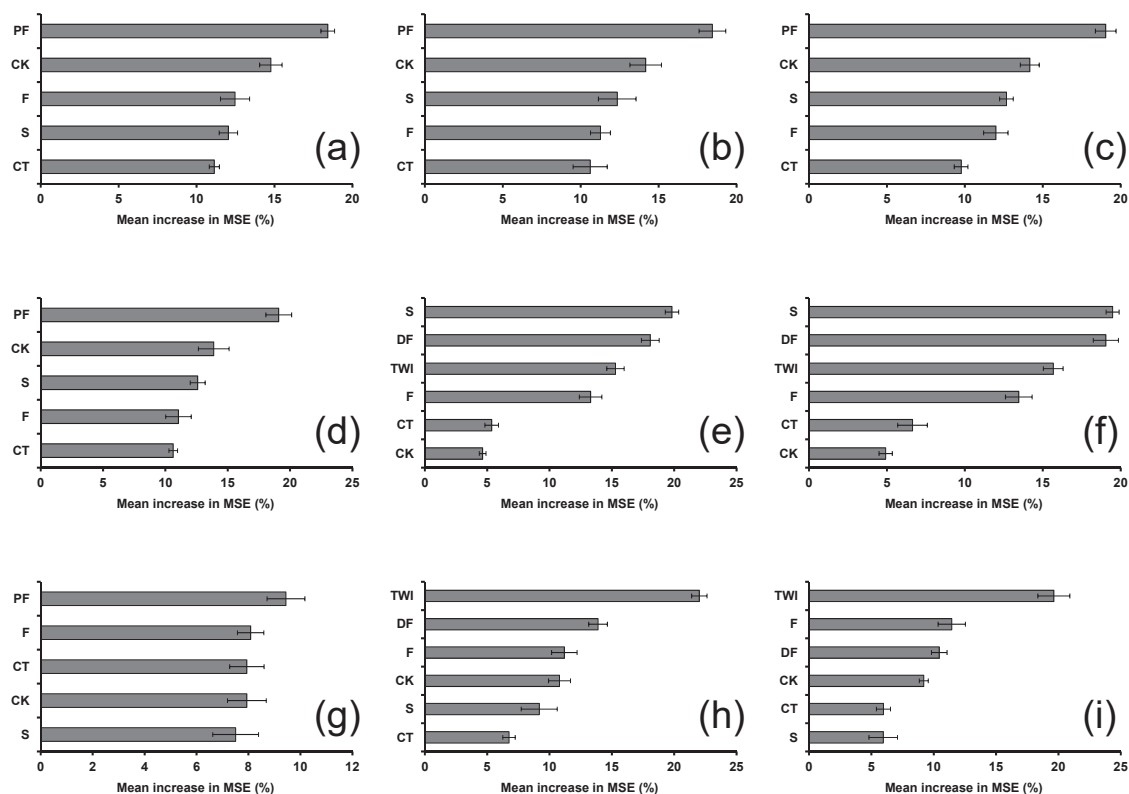 PF
CK
F
S
CT
(a)
0 5 10 15 20
Mean increase in MSE (%)
PF
CK
S
F
CT
(b)
0 5 10 15 20
Mean increase in MSE (%)
PF
CK
S
F
CT
(c)
0 5 10 15 20
Mean increase in MSE (%)
PF
CK
S
F
CT
(d)
0 5 10 15 20 25
Mean increase in MSE (%)
S
DF
TWI
F
CT
CK
(e)
0 5 10 15 20 25
Mean increase in MSE (%)
S
DF
TWI
F
CT
CK
(f)
0 5 10 15 20
Mean increase in MSE (%)
PF
F
CT
CK
S
(g)
0 2 4 6 8 10 12
Mean increase in MSE (%)
TWI
DF
F
CK
S
CT
(h)
0 5 10 15 20 25
Mean increase in MSE (%)
TWI
F
DF
CK
CT
S
(i)
0 5 10 15 20 25
Mean increase in MSE (%)